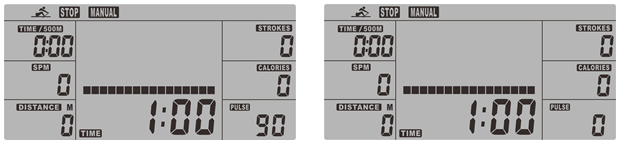 STOP MANUAL
TIME/500M
0:00
STROKES
0
SPM
0
CALORIES
0
DISTANCE M
0
TIME
1:00
PULSE
90
STOP MANUAL
TIME/500M
0:00
STROKES
0
SPM
0
CALORIES
0
DISTANCE M
0
TIME
1:00
PULSE
0